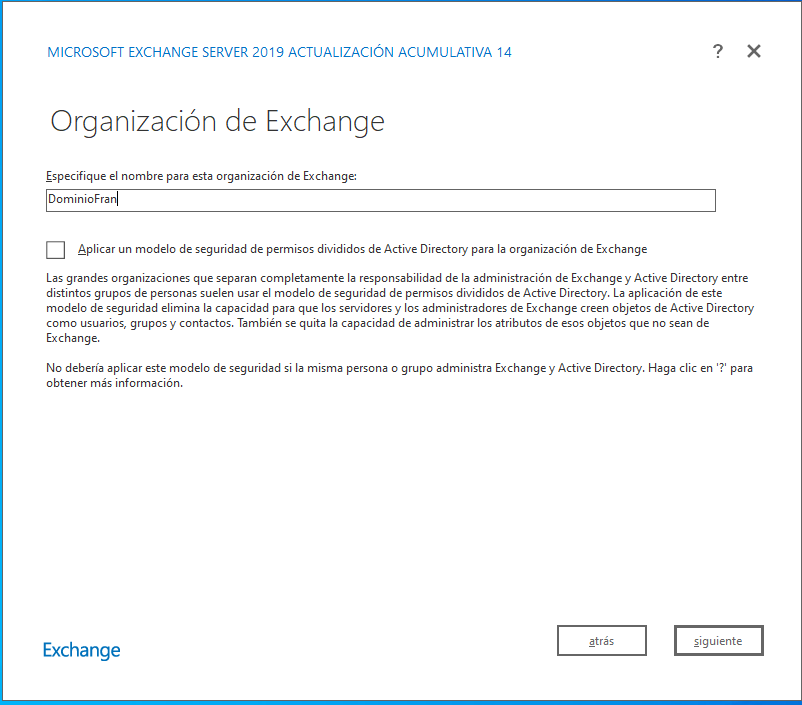 MICROSOFT EXCHANGE SERVER 2019 ACTUALIZACIÓN ACUMULATIVA 14
?
Organización de Exchange
Especifique el nombre para esta organización de Exchange:
DominioFran
Aplicar un modelo de seguridad de permisos divididos de Active Directory para la organización de Exchange
Las grandes organizaciones que separan completamente la responsabilidad de la administración de Exchange y Active Directory entre
distintos grupos de personas suelen usar el modelo de seguridad de permisos divididos de Active Directory. La aplicación de este
modelo de seguridad elimina la capacidad para que los servidores y los administradores de Exchange creen objetos de Active Directory
como usuarios, grupos y contactos. También se quita la capacidad de administrar los atributos de esos objetos que no sean de
Exchange.
No debería aplicar este modelo de seguridad si la misma persona o grupo administra Exchange y Active Directory. Haga clic en '?' para
obtener más información.
Exchange
atrás
siguiente